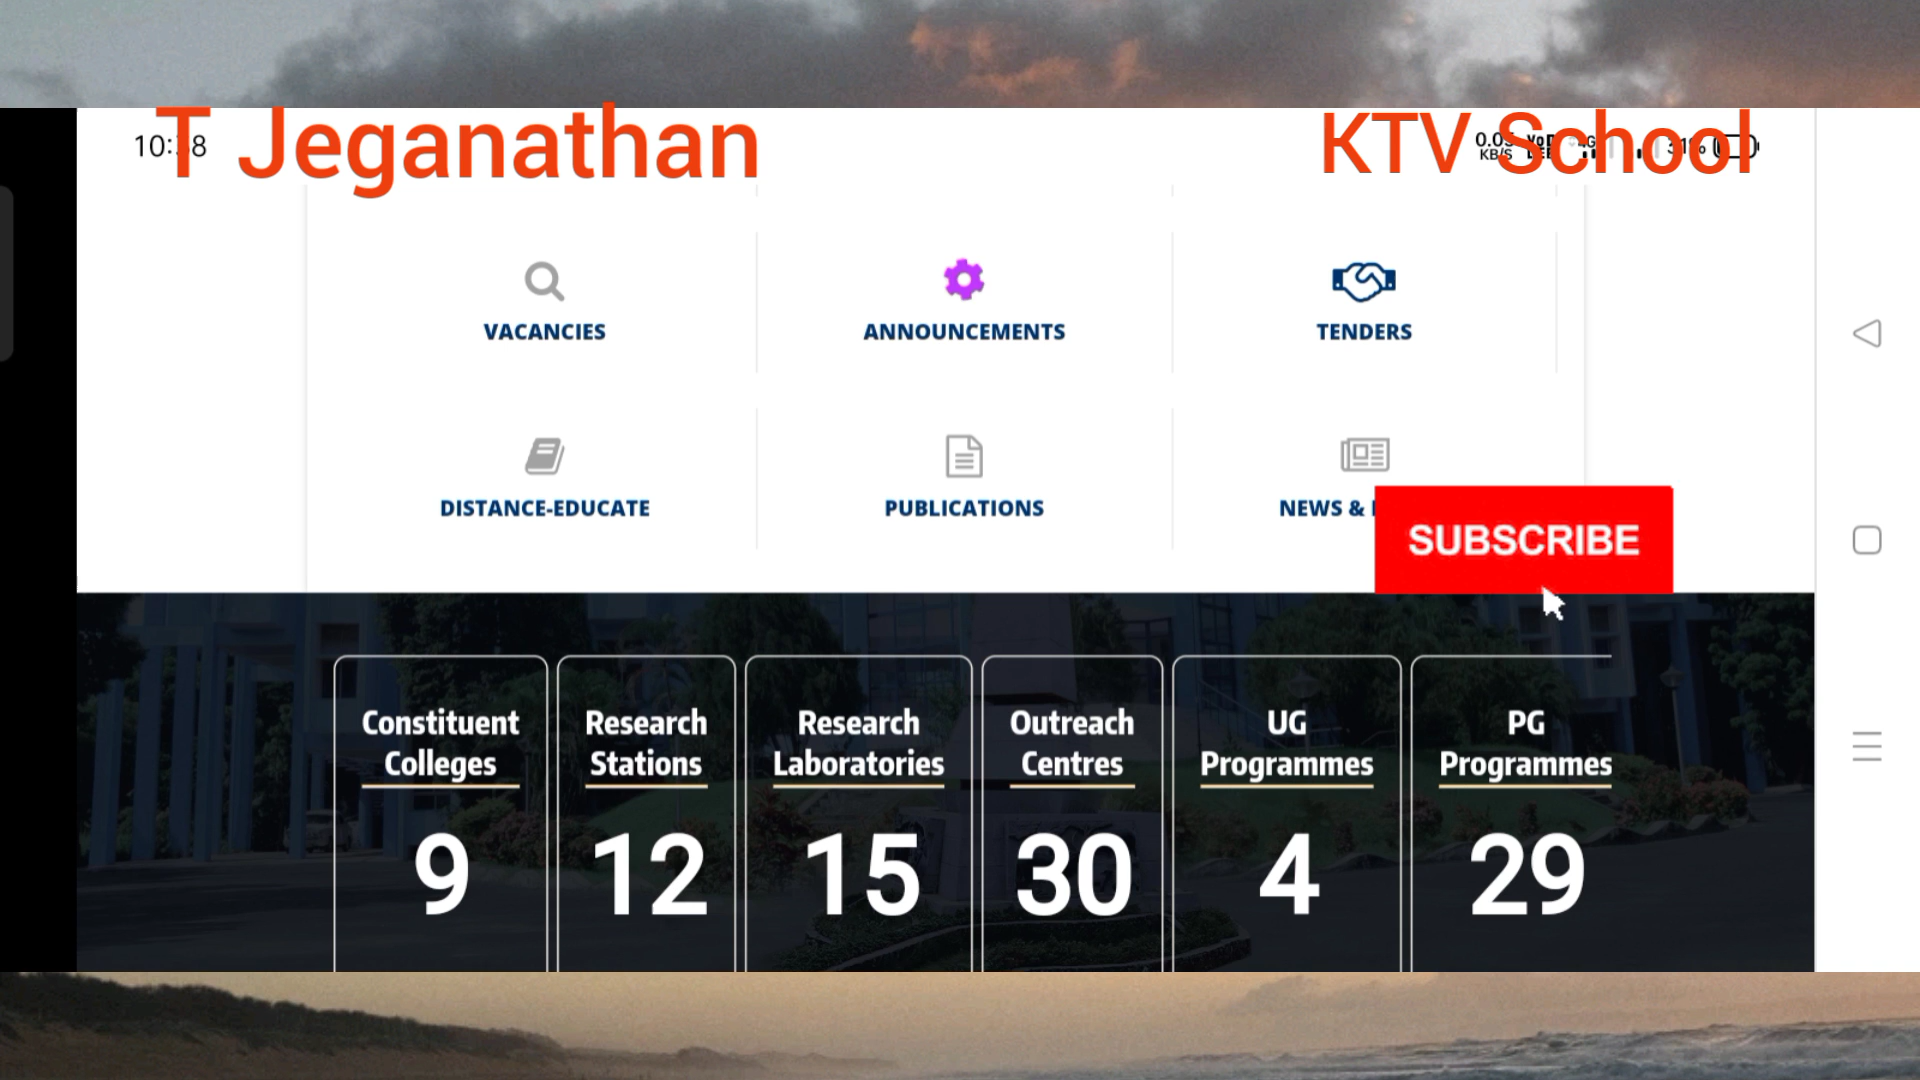 T Jeganathan
KTV School
VACANCIES
ANNOUNCEMENTS
TENDERS
DISTANCE-EDUCATE
PUBLICATIONS
NEWS &
SUBSCRIBE
Constituent
Colleges
9
Research
Stations
12
Research
Laboratories
15
Outreach
Centres
30
UG
Programmes
4
PG
Programmes
29